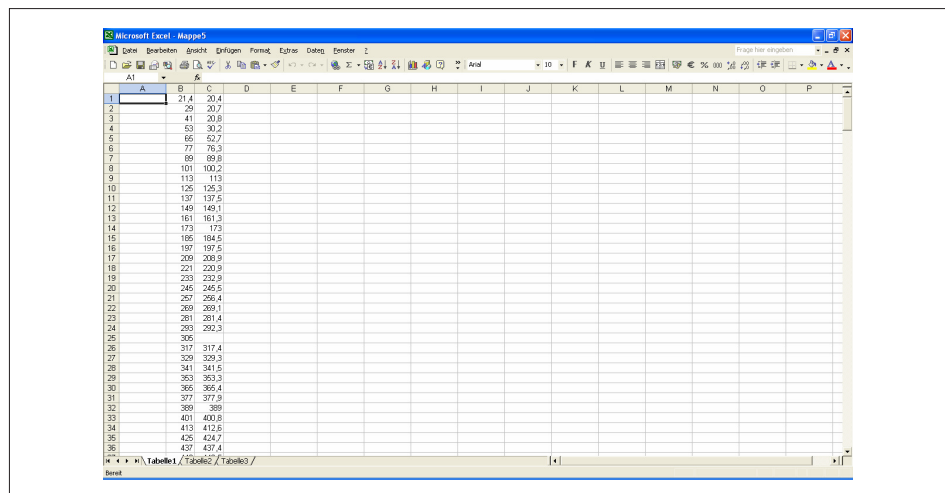 Microsoft Excel - Mappe5
Datei Bearbeiten Ansicht Einfügen Format Extras Daten Fenster ? Frage hier eingeben
Arial 10 F K U € % 000
A1 fx
A B C D E F G H I J K L M N O P
1 21,4 20,4
2 29 20,7
3 41 20,8
4 53 30,2
5 65 52,7
6 77 76,3
7 89 89,8
8 101 100,2
9 113 113
10 125 125,3
11 137 137,5
12 149 149,1
13 161 161,3
14 173 173
15 185 184,5
16 197 197,5
17 209 208,9
18 221 220,9
19 233 232,9
20 245 245,5
21 257 256,4
22 269 269,1
23 281 281,4
24 293 292,3
25 305
26 317 317,4
27 329 329,3
28 341 341,5
29 353 353,3
30 365 365,4
31 377 377,9
32 389 389
33 401 400,8
34 413 412,6
35 425 424,7
36 437 437,4
Tabelle1 Tabelle2 Tabelle3
Bereit